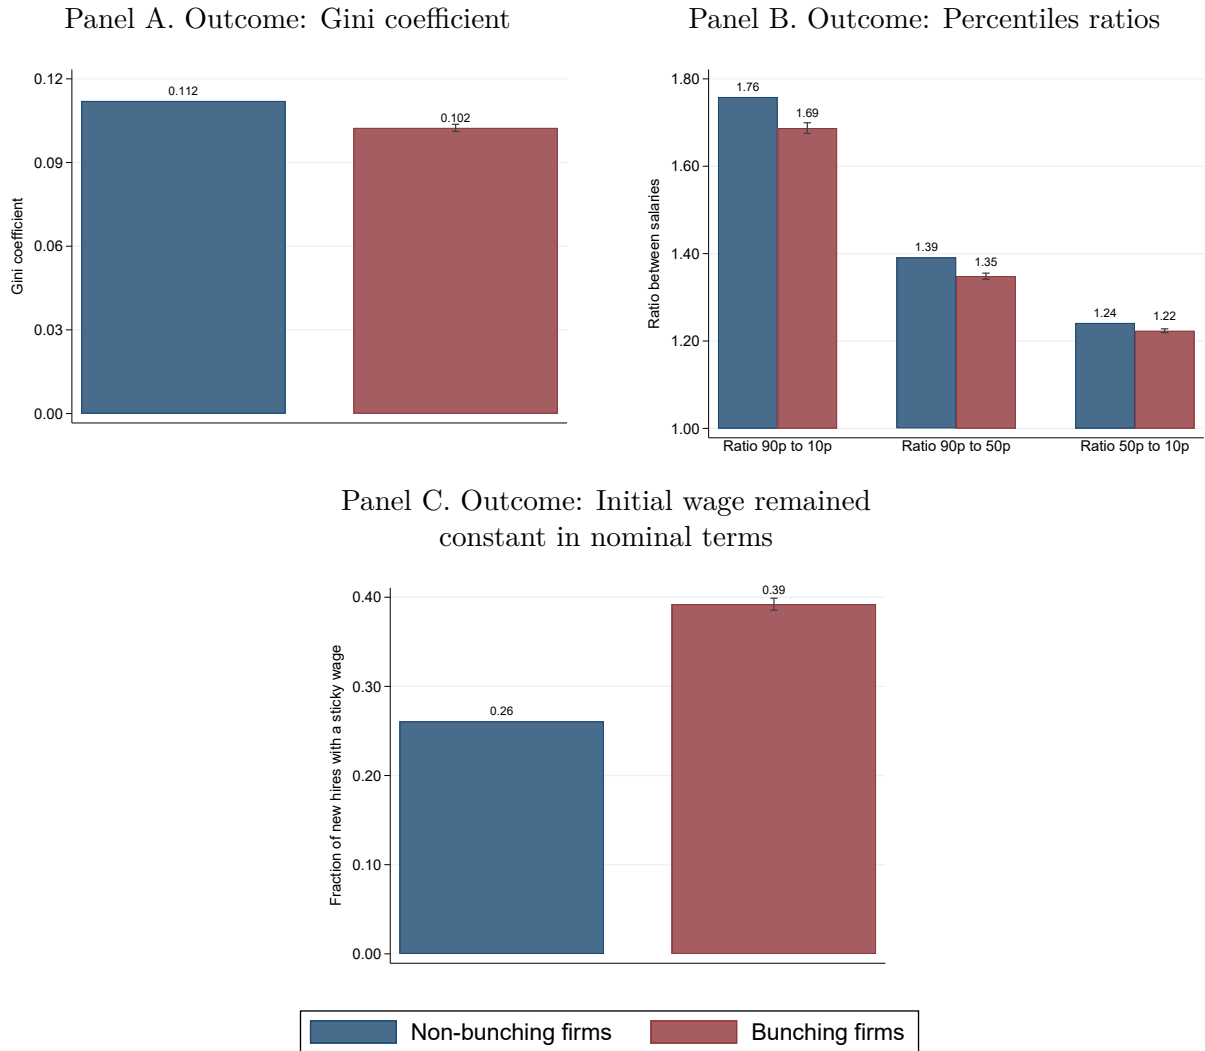 Panel A. Outcome: Gini coefficient
0.12
0.09
0.06
0.03
0.00
Gini coefficient
0.112
0.102
Panel B. Outcome: Percentiles ratios
1.80
1.60
1.40
1.20
1.00
Ratio between salaries
1.76
1.69
1.39
1.35
1.24
1.22
Ratio 90p to 10p
Ratio 90p to 50p
Ratio 50p to 10p
Panel C. Outcome: Initial wage remained
constant in nominal terms
0.40
0.30
0.20
0.10
0.00
Fraction of new hires with a sticky wage
0.26
0.39
Non-bunching firms
Bunching firms